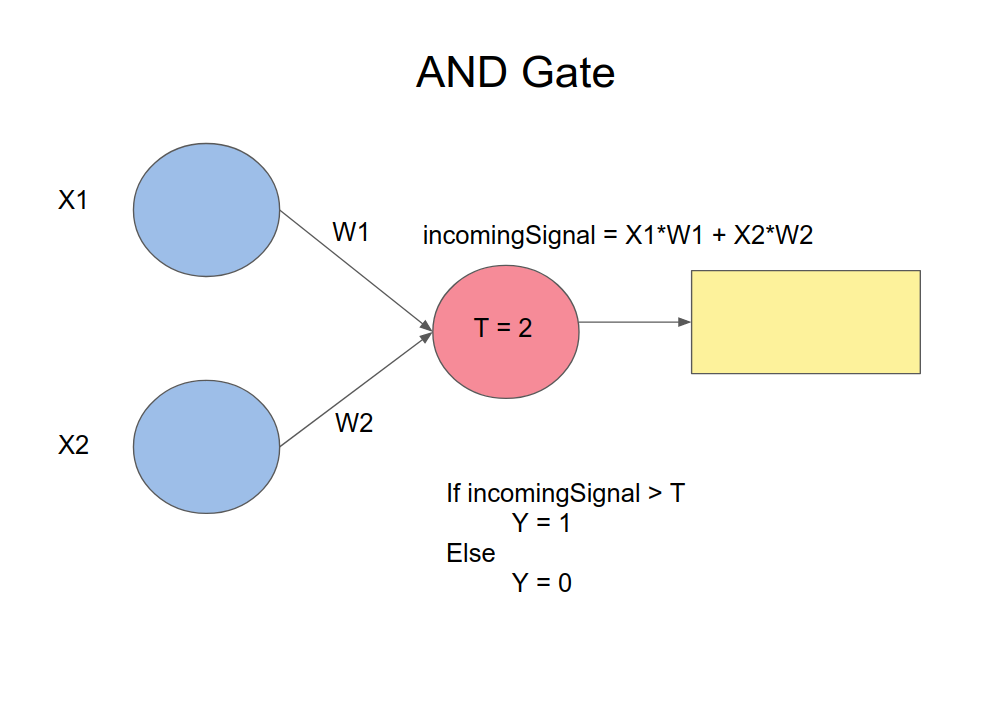 AND Gate
X1
W1
incomingSignal = X1*W1 + X2*W2
T = 2
W2
X2
If incomingSignal > T
Y = 1
Else
Y = 0